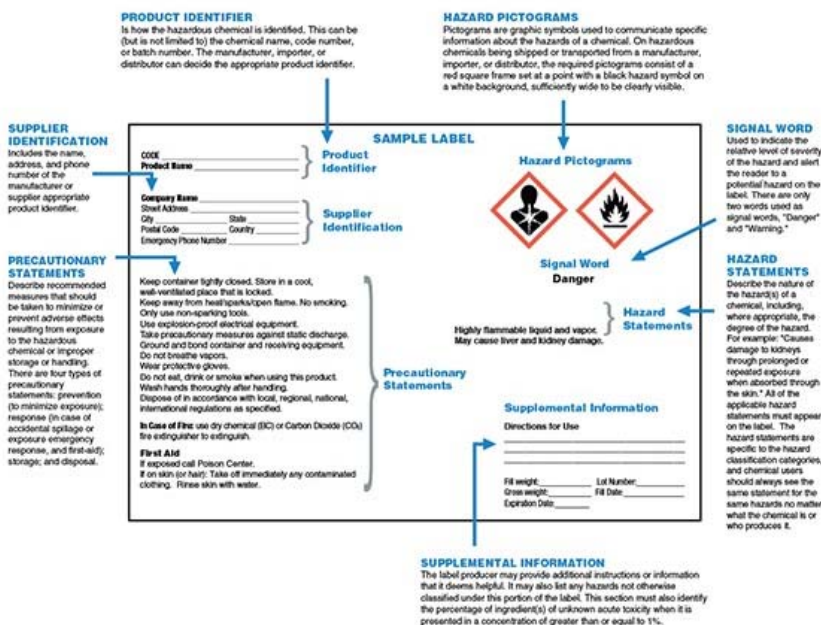 PRODUCT IDENTIFIER
Is how the hazardous chemical is identified. This can be
(but is not limited to) the chemical name, code number,
or batch number. The manufacturer, importer, or
distributor can decide the appropriate product identifier.
HAZARD PICTOGRAMS
Pictograms are graphic symbols used to communicate specific
information about the hazards of a chemical. On hazardous
chemicals being shipped or transported from a manufacturer,
importer, or distributor, the required pictograms consist of a
red square frame set at a point with a black hazard symbol on
a white background, sufficiently wide to be clearly visible.
SUPPLIER
IDENTIFICATION
Includes the name,
address, and phone
number of the
manufacturer or
supplier appropriate
product identifier.
PRECAUTIONARY
STATEMENTS
Describe recommended
measures that should
be taken to minimize or
prevent adverse effects
resulting from exposure
to the hazardous
chemical or improper
storage or handling.
There are four types of
precautionary
statements: prevention
(to minimize exposure);
response (in case of
accidental spillage or
exposure emergency
response, and first-aid);
storage; and disposal.
SAMPLE LABEL
CODE
Product Name
Product
Identifier
Company Name
Street Address
City State
Postal Code Country
Emergency Phone Number
Supplier
Identification
Keep container tightly closed. Store in a cool,
well-ventilated place that is locked.
Keep away from heat/sparks/open flame. No smoking.
Only use non-sparking tools.
Use explosion-proof electrical equipment.
Take precautionary measures against static discharge.
Ground and bond container and receiving equipment.
Do not breathe vapors.
Wear protective gloves.
Do not eat, drink or smoke when using this product.
Wash hands thoroughly after handling.
Dispose of in accordance with local, regional, national,
international regulations as specified.
In Case of Fire: use dry chemical (BC) or Carbon Dioxide (CO₂)
fire extinguisher to extinguish.
First Aid
If exposed call Poison Center.
If on skin (or hair): Take off immediately any contaminated
clothing. Rinse skin with water.
Precautionary
Statements
Hazard Pictograms
Signal Word
Danger
Highly flammable liquid and vapor.
May cause liver and kidney damage.
Hazard
Statements
Supplemental Information
Directions for Use
Fill weight: Lot Number:
Gross weight: Fill Date:
Expiration Date:
SIGNAL WORD
Used to indicate the
relative level of severity
of the hazard and alert
the reader to a
potential hazard on the
label. There are only
two words used as
signal words, "Danger"
and "Warning."
HAZARD
STATEMENTS
Describe the nature of
the hazard(s) of a
chemical, including,
where appropriate, the
degree of the hazard.
For example: "Causes
damage to kidneys
through prolonged or
repeated exposure
when absorbed through
the skin." All of the
applicable hazard
statements must appear
on the label. The
hazard statements are
specific to the hazard
classification categories,
and chemical users
should always see the
same statement for the
same hazards no matter
what the chemical is or
who produces it.
SUPPLEMENTAL INFORMATION
The label producer may provide additional instructions or information
that it deems helpful. It may also list any hazards not otherwise
classified under this portion of the label. This section must also identify
the percentage of ingredient(s) of unknown acute toxicity when it is
presented in a concentration of greater than or equal to 1%.